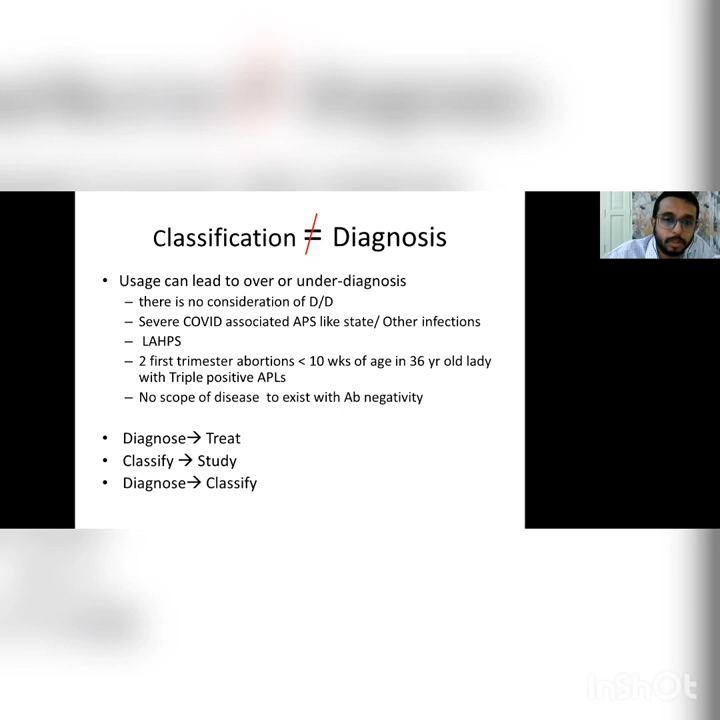 Classification ≠ Diagnosis
• Usage can lead to over or under-diagnosis
– there is no consideration of D/D
– Severe COVID associated APS like state/ Other infections
– LAHPS
– 2 first trimester abortions < 10 wks of age in 36 yr old lady
with Triple positive APLs
– No scope of disease to exist with Ab negativity
• Diagnose→ Treat
• Classify → Study
• Diagnose→ Classify
InShOt